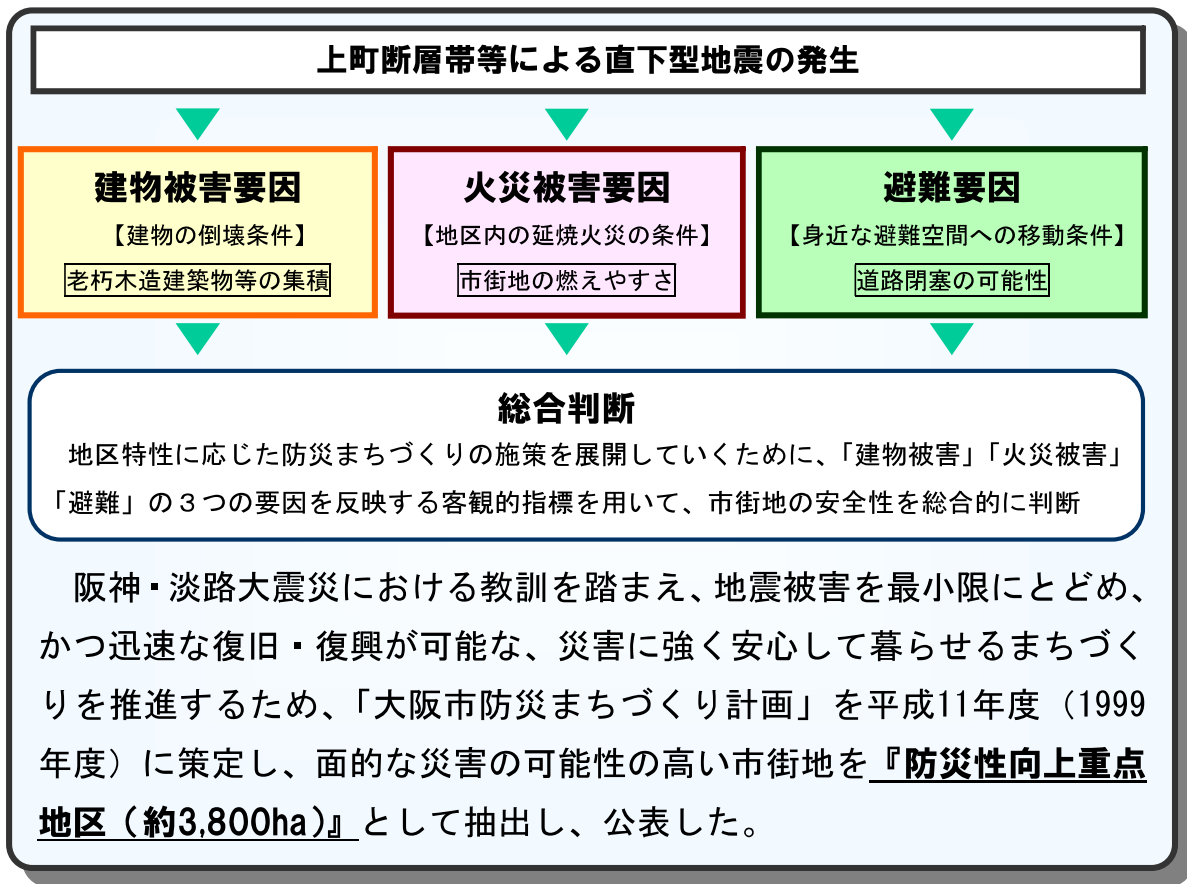 上町断層帯等による直下型地震の発生
建物被害要因
【建物の倒壊条件】
老朽木造建築物等の集積
火災被害要因
【地区内の延焼火災の条件】
市街地の燃えやすさ
避難要因
【身近な避難空間への移動条件】
道路閉塞の可能性
総合判断
地区特性に応じた防災まちづくりの施策を展開していくために、「建物被害」「火災被害」
「避難」の３つの要因を反映する客観的指標を用いて、市街地の安全性を総合的に判断
阪神・淡路大震災における教訓を踏まえ、地震被害を最小限にとどめ、
かつ迅速な復旧・復興が可能な、災害に強く安心して暮らせるまちづく
りを推進するため、「大阪市防災まちづくり計画」を平成11年度（1999
年度）に策定し、面的な災害の可能性の高い市街地を『防災性向上重点
地区（約3,800ha）』として抽出し、公表した。